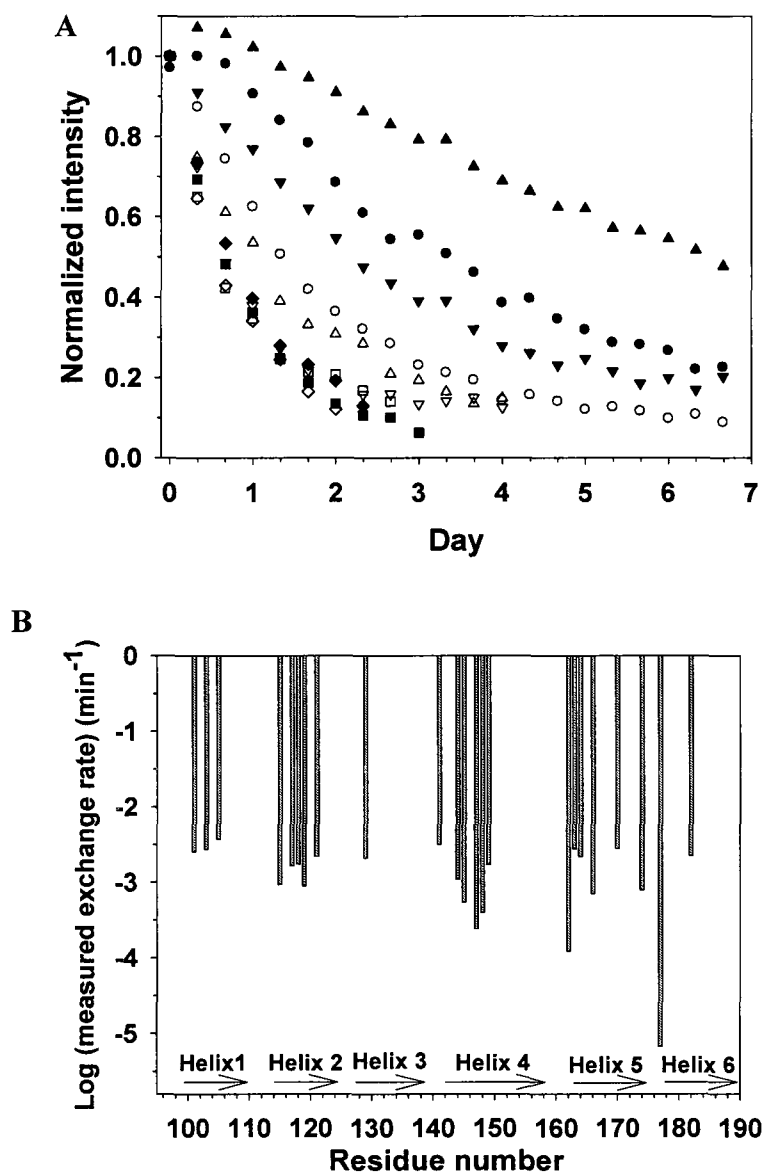 A
Normalized intensity
1.0
0.8
0.6
0.4
0.2
0.0
0 1 2 3 4 5 6 7
Day
B
Log (measured exchange rate) (min⁻¹)
0
-1
-2
-3
-4
-5
Helix1 Helix 2 Helix 3 Helix 4 Helix 5 Helix 6
100 110 120 130 140 150 160 170 180 190
Residue number